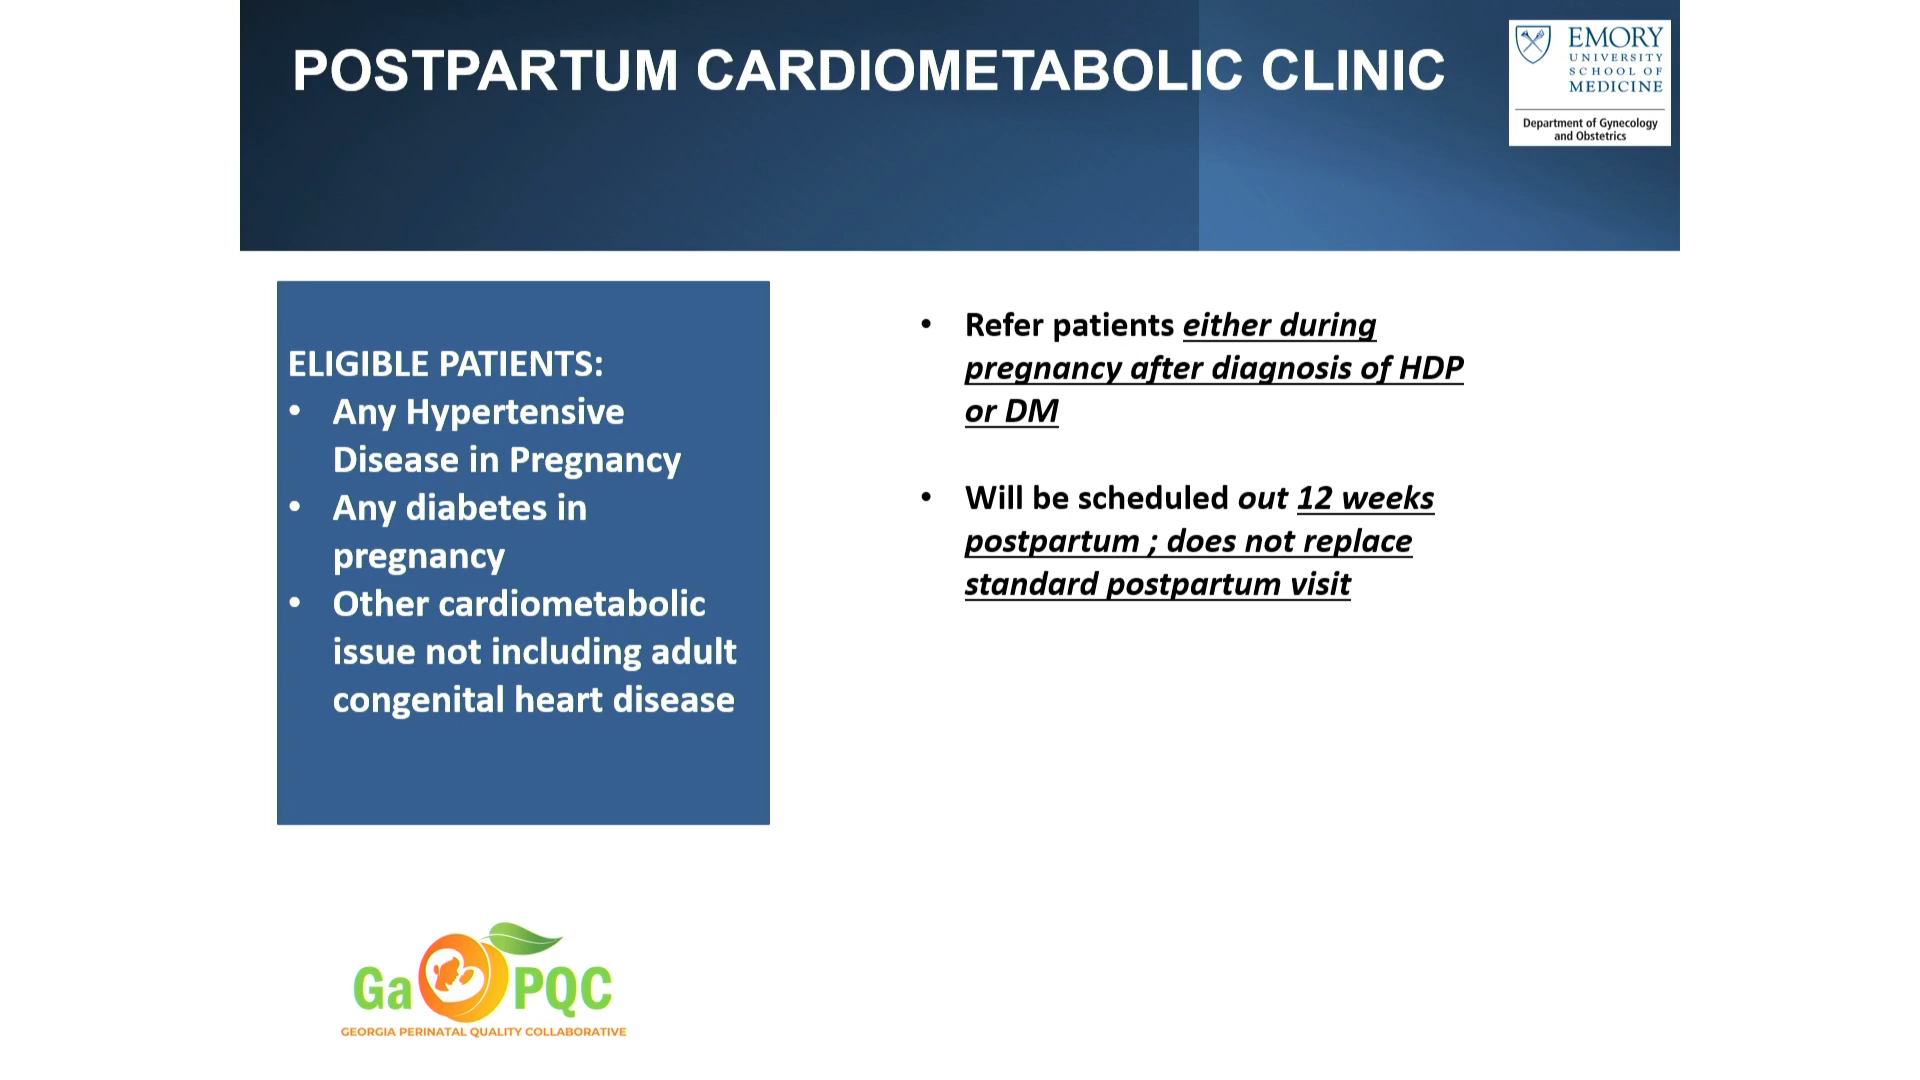 POSTPARTUM CARDIOMETABOLIC CLINIC
EMORY
UNIVERSITY
SCHOOL OF
MEDICINE
Department of Gynecology
and Obstetrics
ELIGIBLE PATIENTS:
• Any Hypertensive
Disease in Pregnancy
• Any diabetes in
pregnancy
• Other cardiometabolic
issue not including adult
congenital heart disease
• Refer patients either during
pregnancy after diagnosis of HDP
or DM
• Will be scheduled out 12 weeks
postpartum ; does not replace
standard postpartum visit
Ga PQC
GEORGIA PERINATAL QUALITY COLLABORATIVE